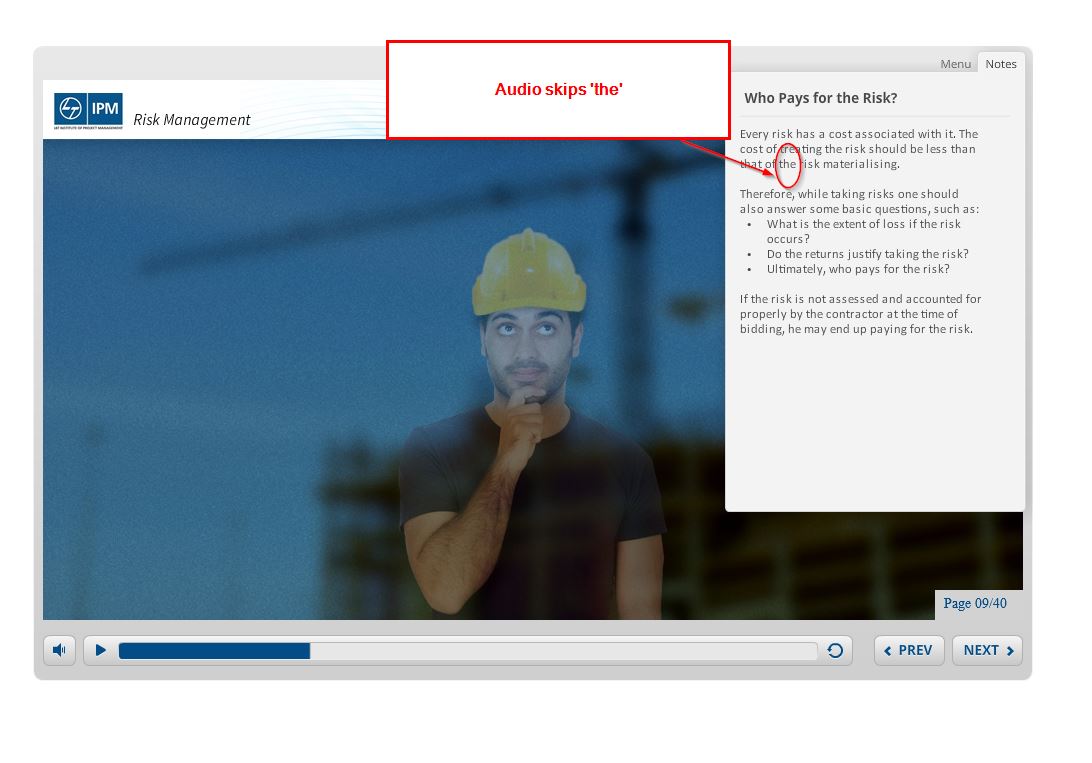 Audio skips 'the'
Menu Notes
IPM
L&T INSTITUTE OF PROJECT MANAGEMENT
Risk Management
Who Pays for the Risk?
Every risk has a cost associated with it. The
cost of treating the risk should be less than
that of the risk materialising.
Therefore, while taking risks one should
also answer some basic questions, such as:
• What is the extent of loss if the risk
occurs?
• Do the returns justify taking the risk?
• Ultimately, who pays for the risk?
If the risk is not assessed and accounted for
properly by the contractor at the time of
bidding, he may end up paying for the risk.
Page 09/40
PREV NEXT